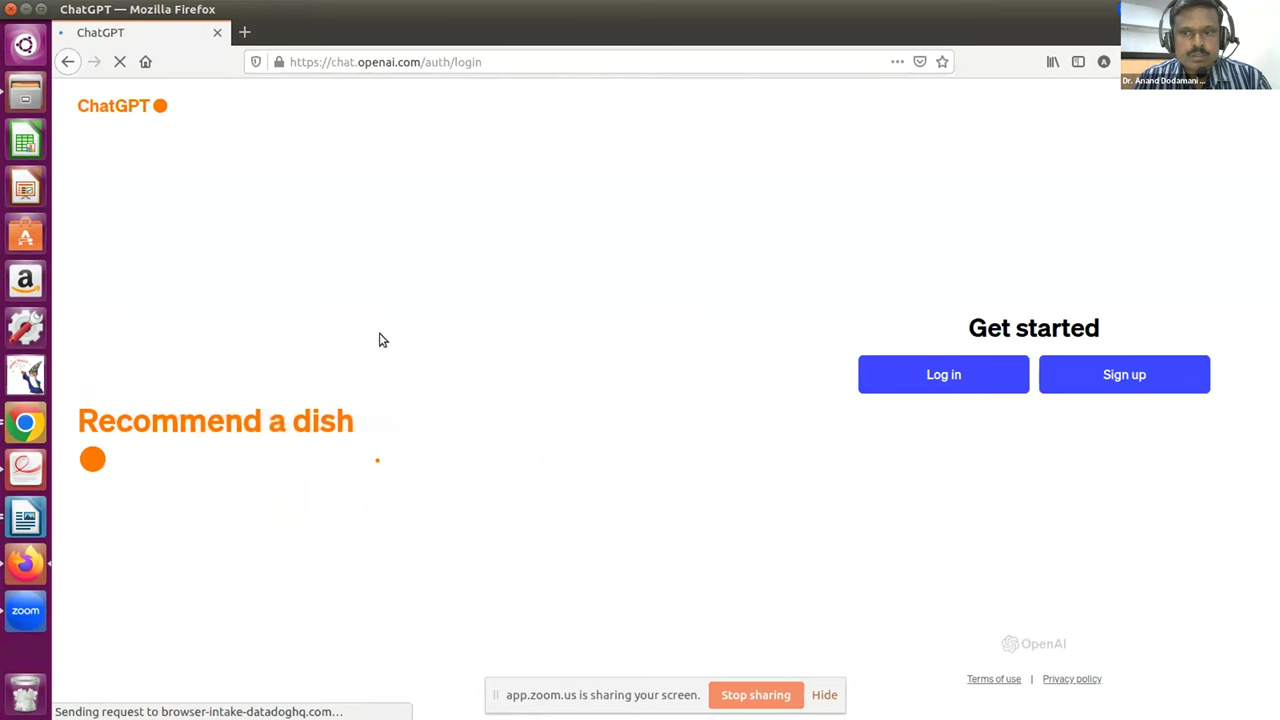 ChatGPT — Mozilla Firefox
ChatGPT
https://chat.openai.com/auth/login
A
Dr. Anand Dodamani ...
ChatGPT
Get started
Log in
Sign up
Recommend a dish
zoom
OpenAI
Terms of use | Privacy policy
app.zoom.us is sharing your screen. Stop sharing Hide
Sending request to browser-intake-datadoghq.com…